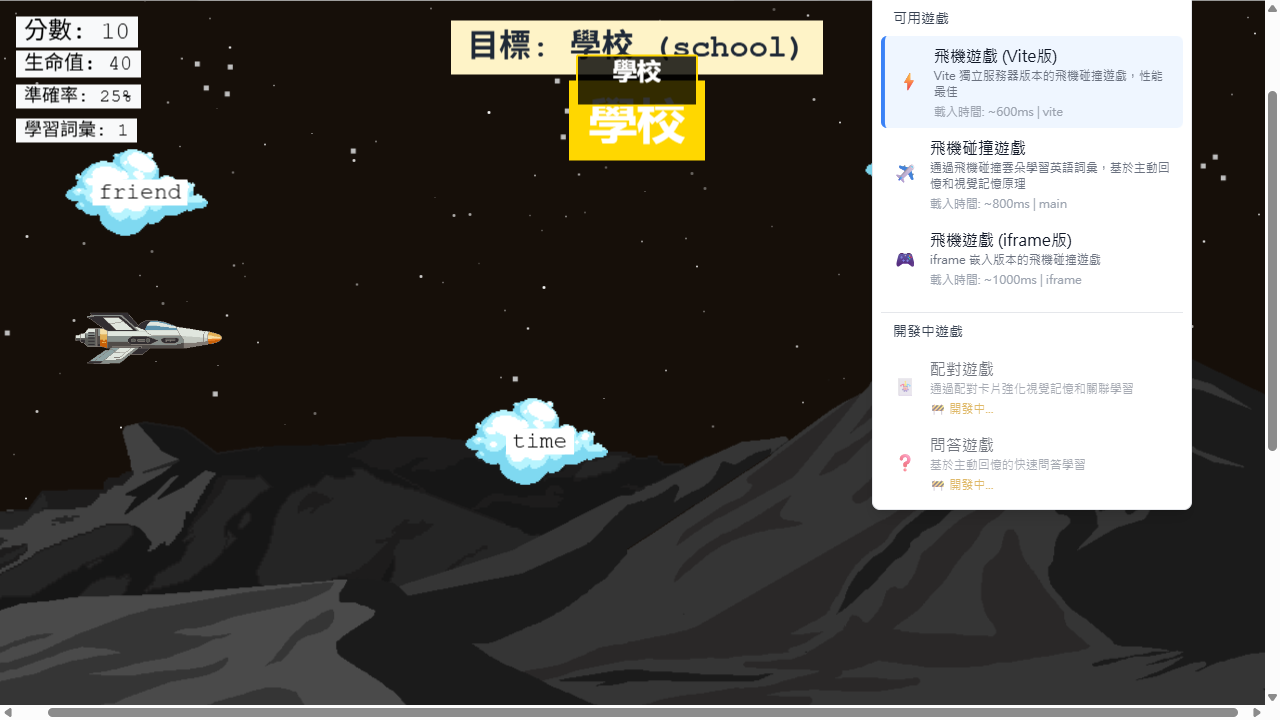 分數: 10
生命值: 40
準確率: 25%
學習詞彙: 1
目標: 學校 (school)
學校
學校
friend
time
可用遊戲
飛機遊戲 (Vite版)
Vite 獨立服務器版本的飛機碰撞遊戲，性能
最佳
載入時間: ~600ms | vite
飛機碰撞遊戲
通過飛機碰撞雲朵學習英語詞彙，基於主動回
憶和視覺記憶原理
載入時間: ~800ms | main
飛機遊戲 (iframe版)
iframe 嵌入版本的飛機碰撞遊戲
載入時間: ~1000ms | iframe
開發中遊戲
配對遊戲
通過配對卡片強化視覺記憶和關聯學習
開發中...
問答遊戲
基於主動回憶的快速問答學習
開發中...